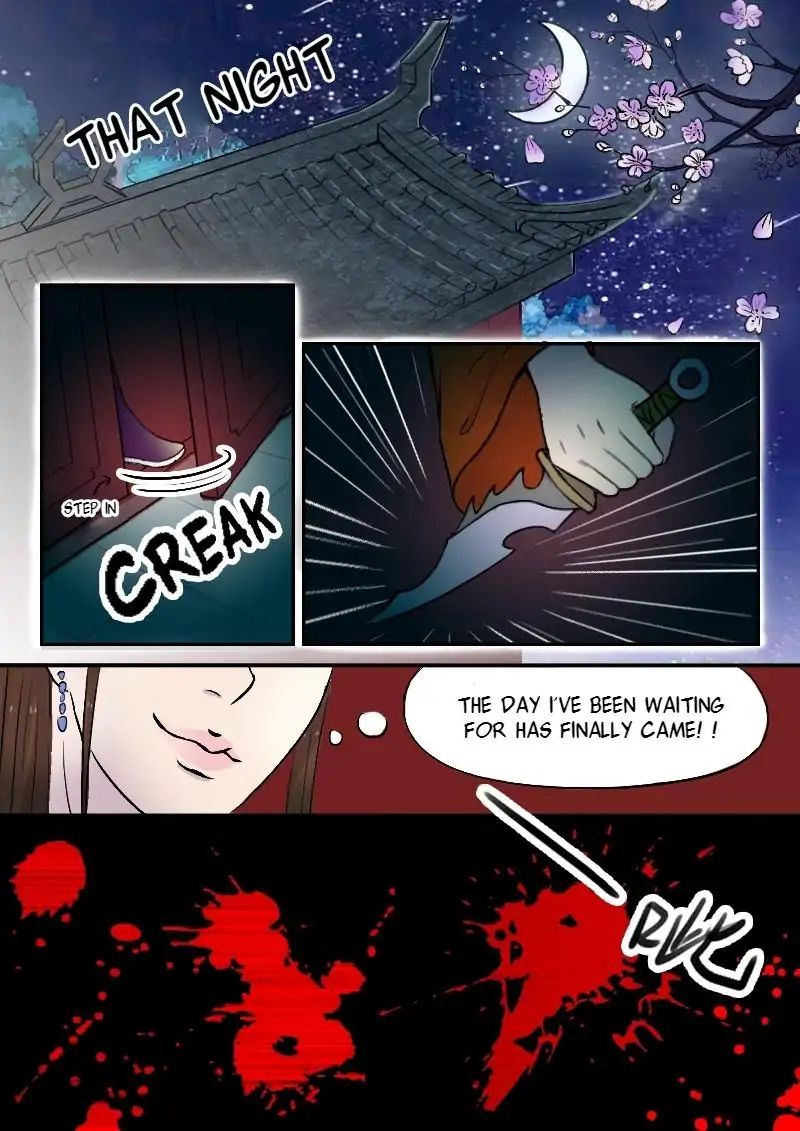 THAT NIGHT
STEP IN
CREAK
THE DAY I'VE BEEN WAITING
FOR HAS FINALLY CAME! !